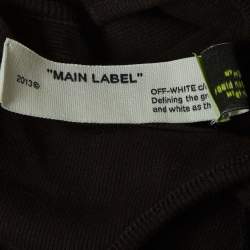 2013®
"MAIN LABEL"
OFF-WHITE c/o
Defining the gr
and white as th